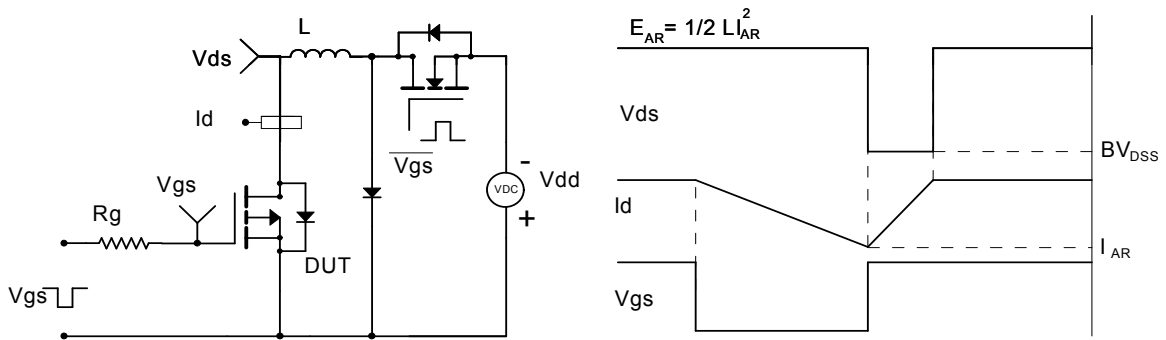 L
Vds
Id
Vgs
Vgs
-
VDC
Vdd
+
Vgs
Rg
DUT
Vgs
E_AR = 1/2 LI_AR^2
Vds
BV_DSS
Id
I_AR
Vgs